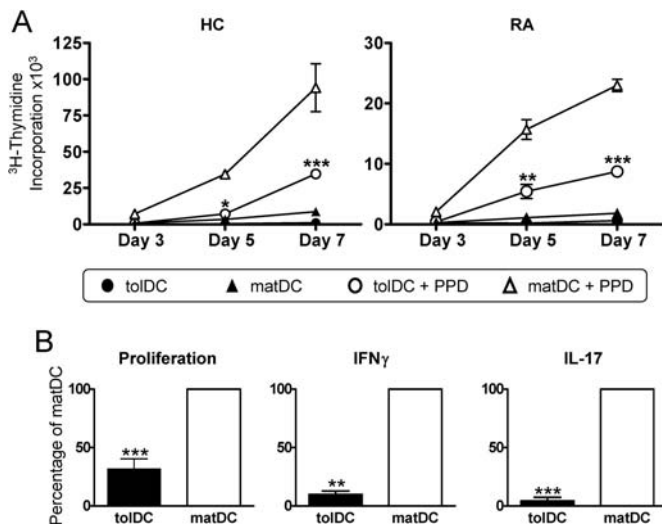 A
HC
RA
³H-Thymidine
Incorporation x10³
125
100
75
50
25
0
30
20
10
0
***
*
***
**
Day 3 Day 5 Day 7
Day 3 Day 5 Day 7
tolDC matDC tolDC + PPD matDC + PPD
B
Proliferation
IFNγ
IL-17
Percentage of matDC
100
50
0
***
tolDC matDC
100
50
0
**
tolDC matDC
100
50
0
***
tolDC matDC